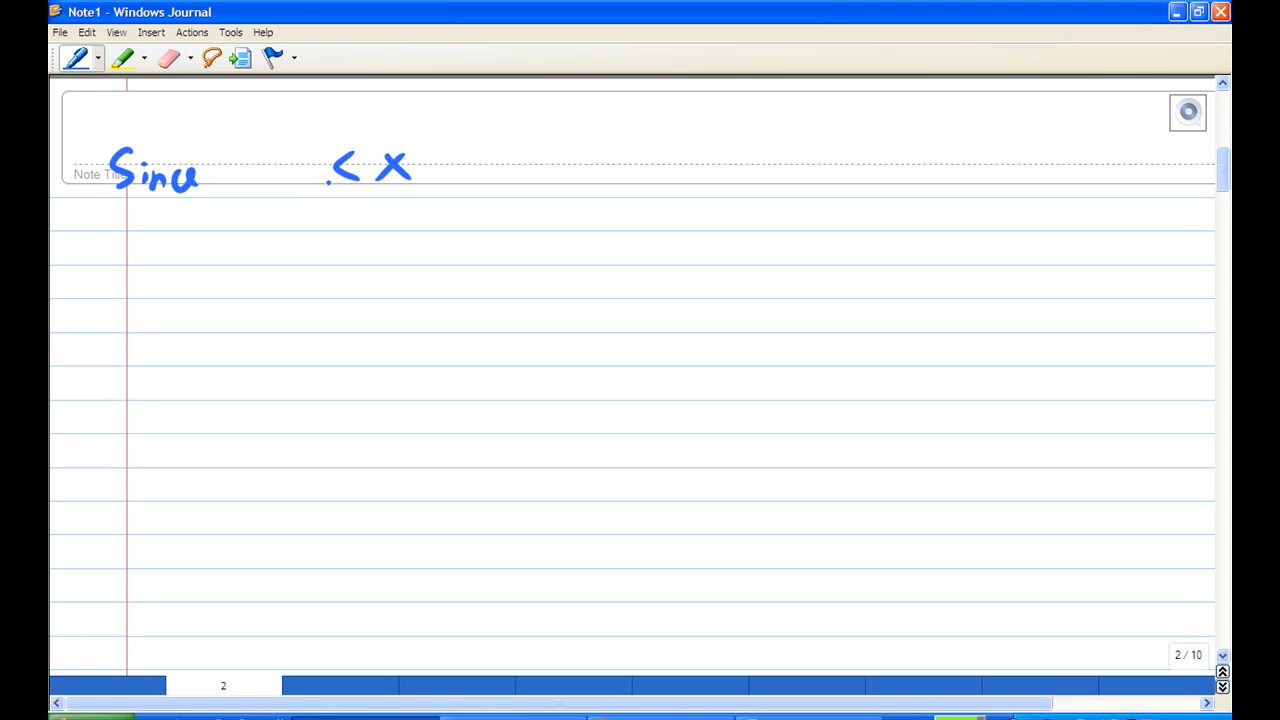 Note1 - Windows Journal
File Edit View Insert Actions Tools Help
Since < x
Note Title
2 / 10
2